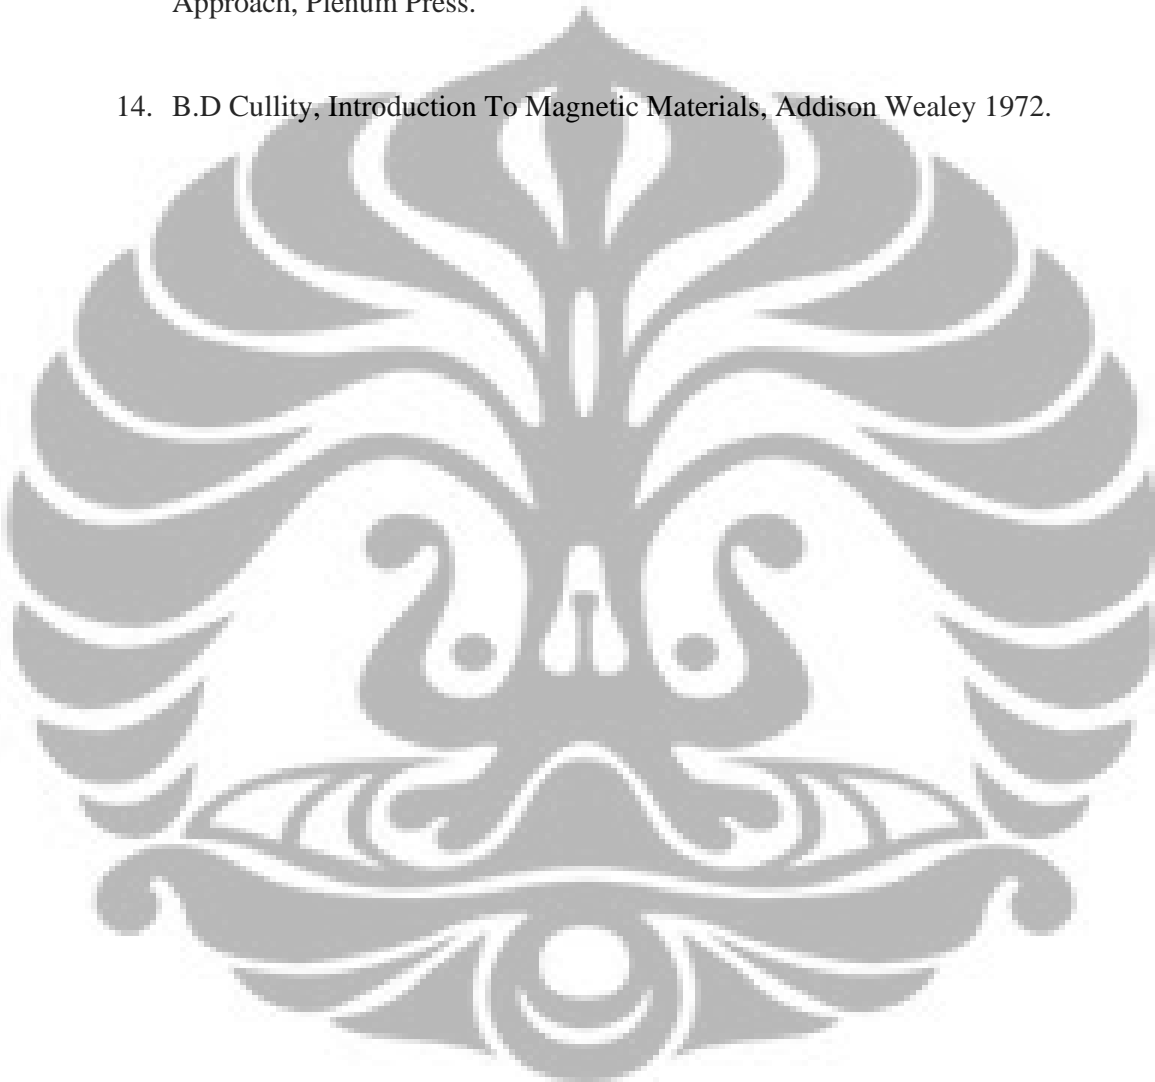 Approach, Plenum Press.
14. B.D Cullity, Introduction To Magnetic Materials, Addison Wealey 1972.